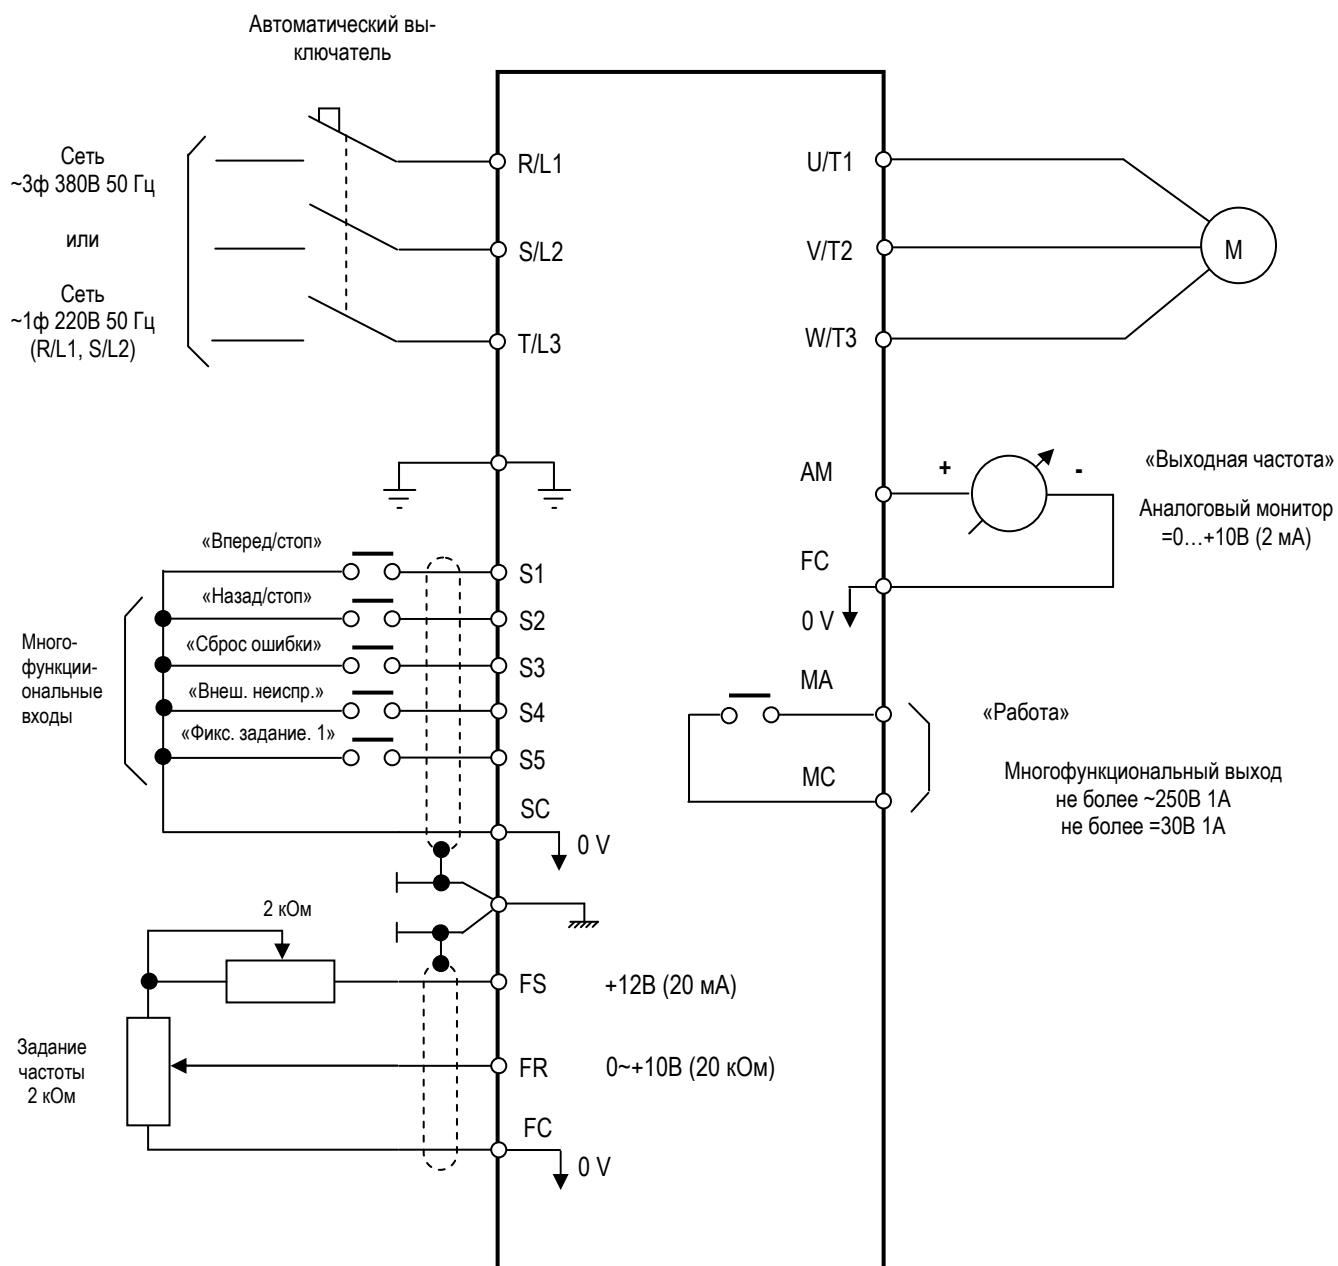 Автоматический вы-
ключатель
Сеть
~3ф 380В 50 Гц
или
Сеть
~1ф 220В 50 Гц
(R/L1, S/L2)
R/L1
S/L2
T/L3
U/T1
V/T2
W/T3
M
AM
+
-
«Выходная частота»
Аналоговый монитор
=0…+10В (2 мА)
FC
0 V
«Вперед/стоп»
S1
«Назад/стоп»
S2
«Сброс ошибки»
S3
«Внеш. неиспр.»
S4
«Фикс. задание. 1»
S5
SC
0 V
Много-
функции-
ональные
входы
MA
MC
«Работа»
Многофункциональный выход
не более ~250В 1А
не более =30В 1А
2 кОм
FS
+12В (20 мА)
Задание
частоты
2 кОм
FR
0~+10В (20 кОм)
FC
0 V